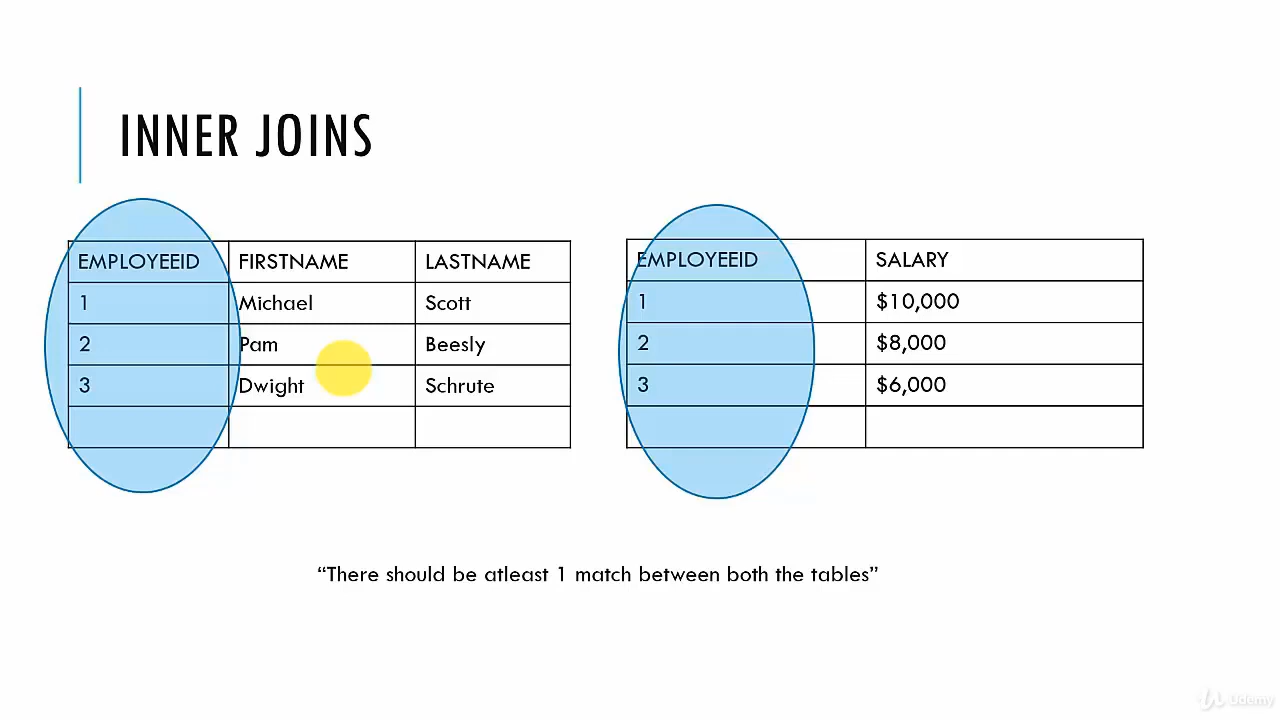 INNER JOINS
EMPLOYEEID FIRSTNAME LASTNAME
1 Michael Scott
2 Pam Beesly
3 Dwight Schrute
EMPLOYEEID SALARY
1 $10,000
2 $8,000
3 $6,000
“There should be atleast 1 match between both the tables”
Udemy